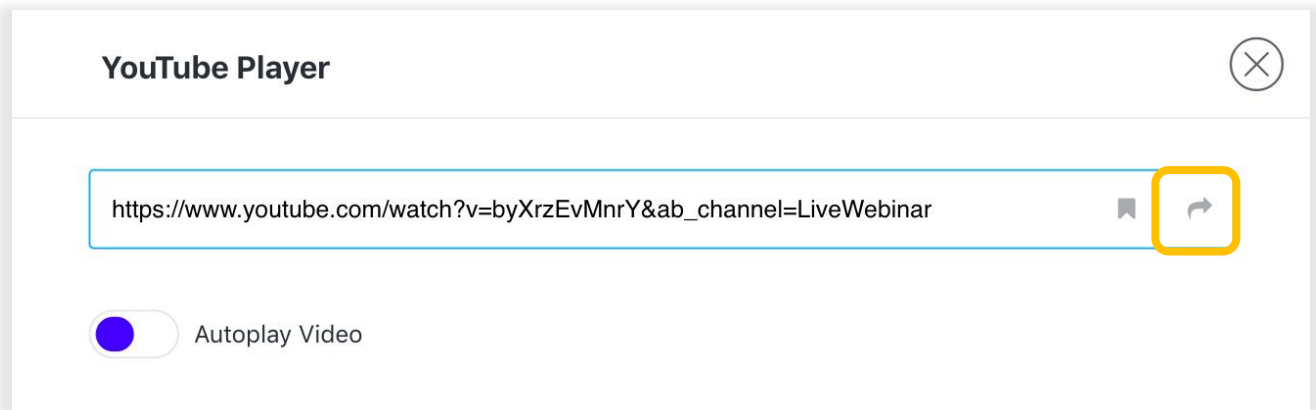 YouTube Player
https://www.youtube.com/watch?v=byXrzEvMnrY&ab_channel=LiveWebinar
Autoplay Video